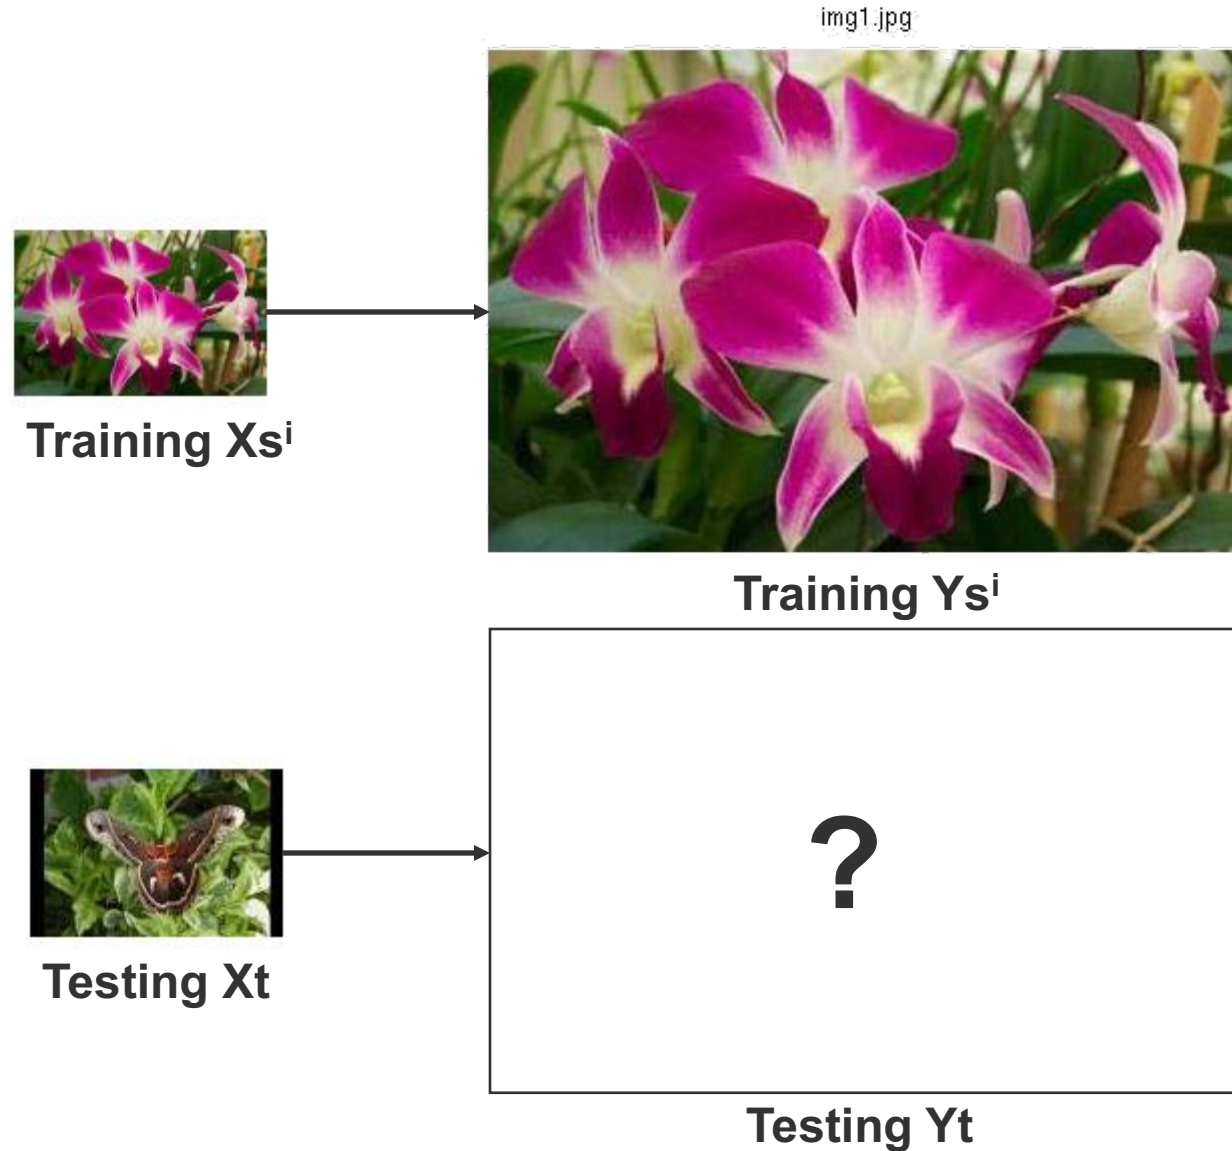 img1.jpg
Training Xsⁱ
Training Ysⁱ
?
Testing Xt
Testing Yt